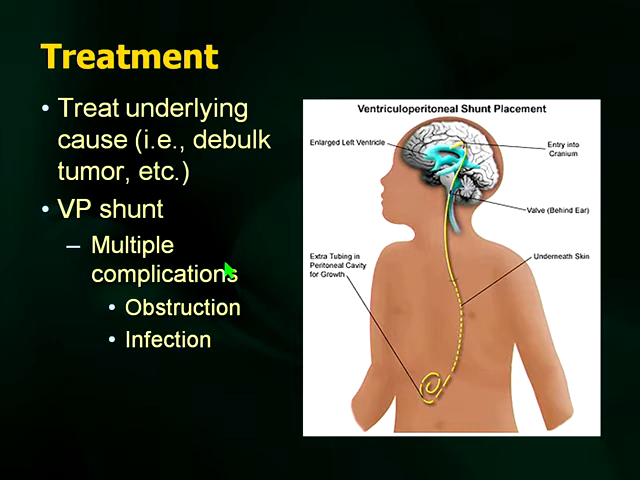 Treatment
• Treat underlying
cause (i.e., debulk
tumor, etc.)
• VP shunt
– Multiple
complications
• Obstruction
• Infection
Ventriculoperitoneal Shunt Placement
Enlarged Left Ventricle
Entry into
Cranium
Valve (Behind Ear)
Extra Tubing in
Peritoneal Cavity
for Growth
Underneath Skin